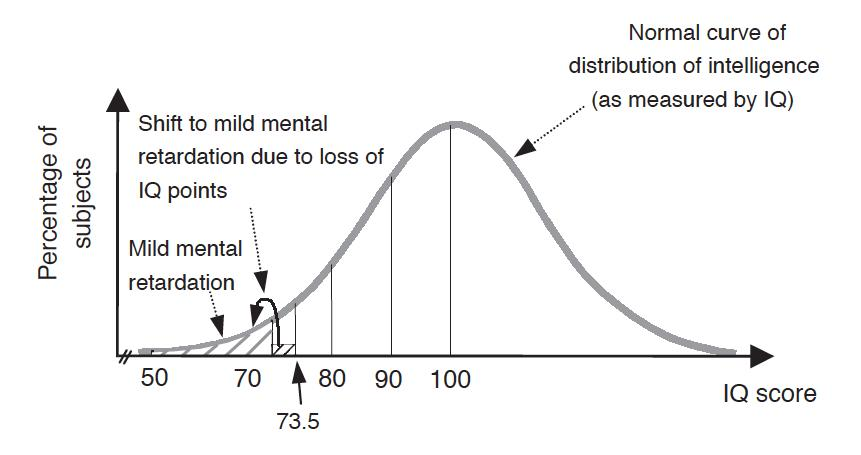 Normal curve of
distribution of intelligence
(as measured by IQ)
Shift to mild mental
retardation due to loss of
IQ points
Mild mental
retardation
Percentage of
subjects
50
70
80
90
100
73.5
IQ score